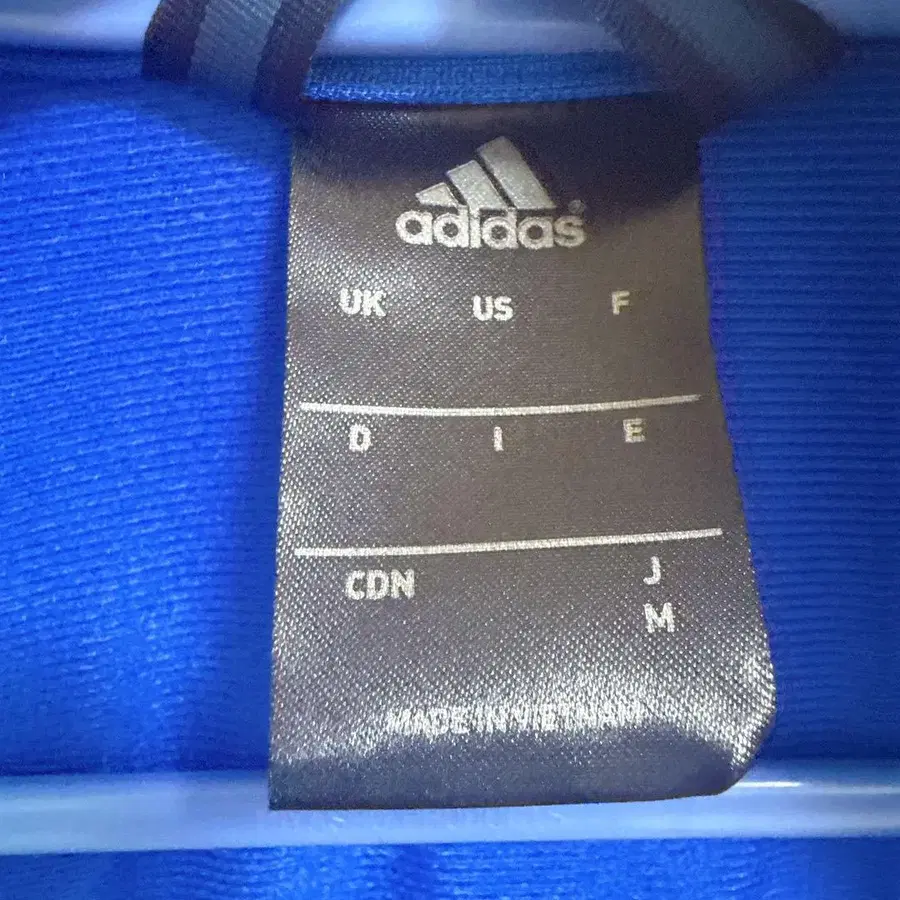 adidas®
UK US F
D I E
CDN J
M
MADE IN VIETNAM